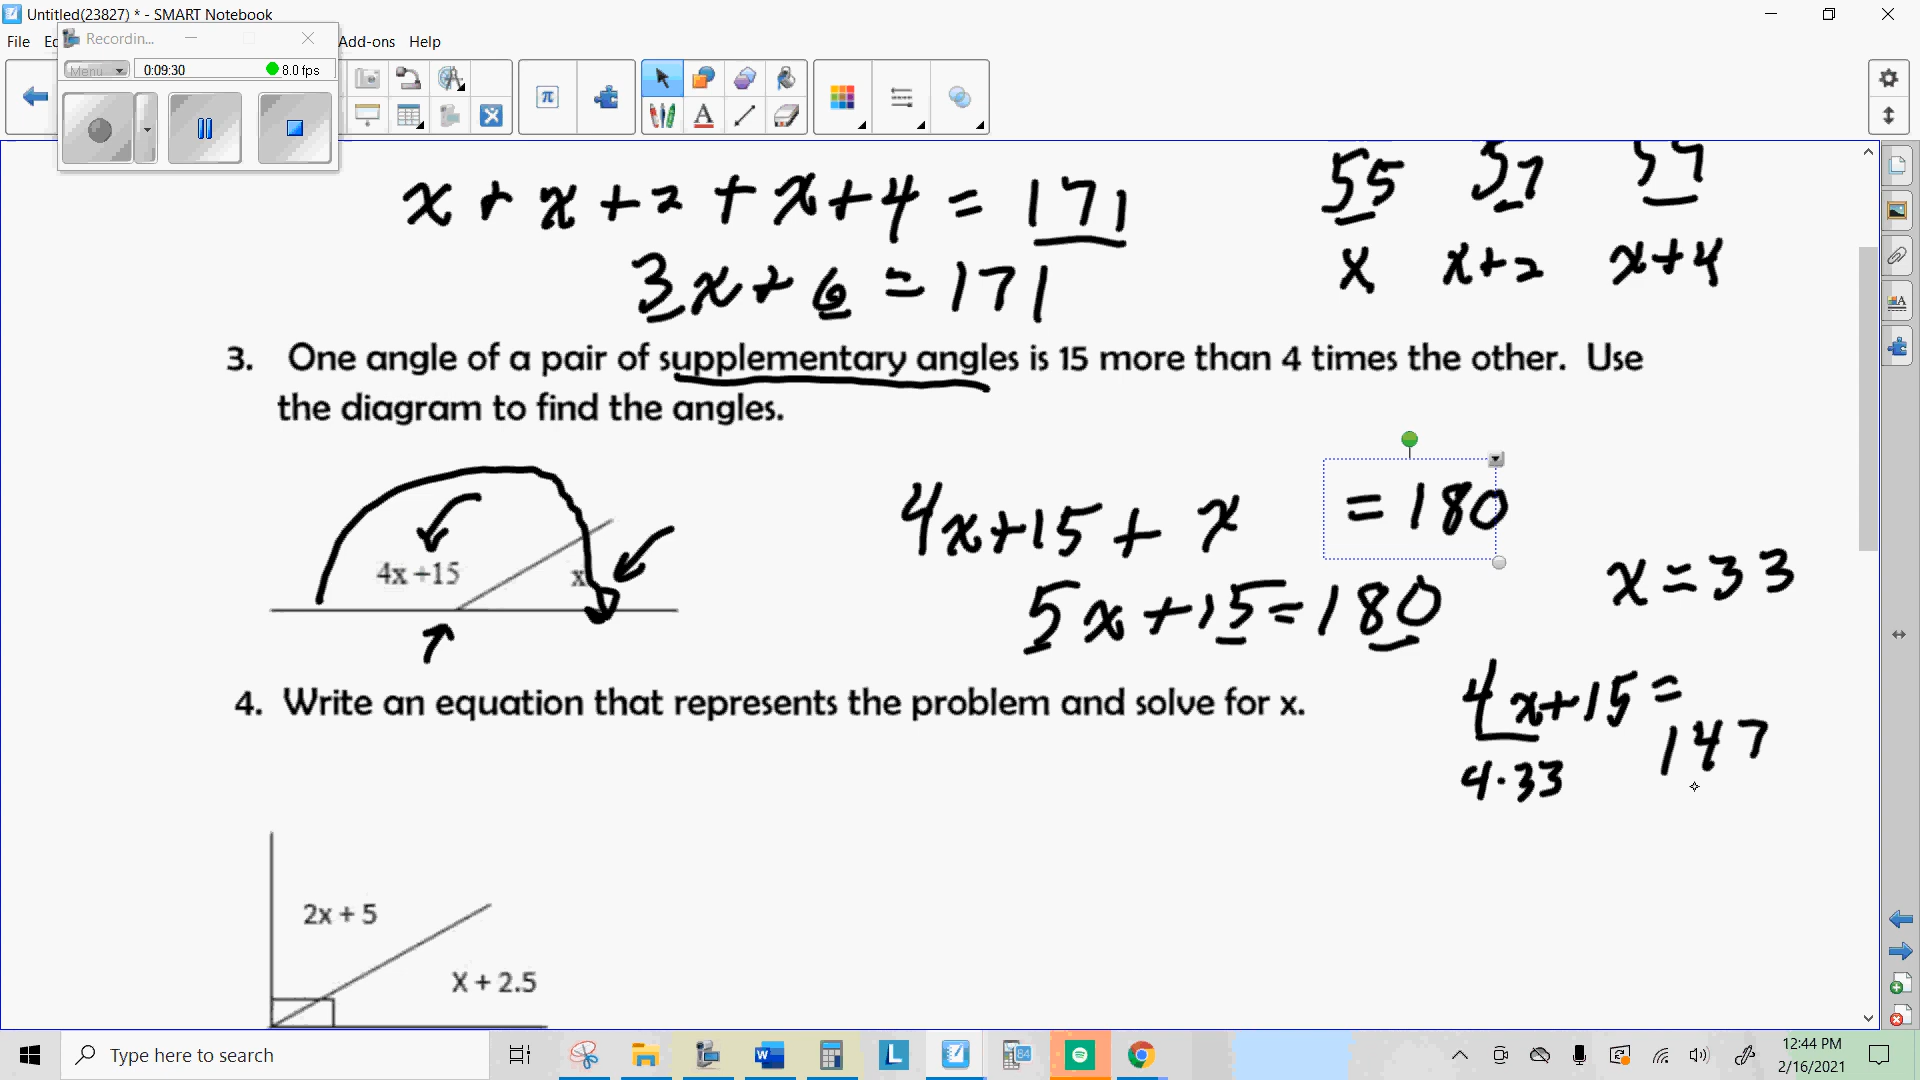 Untitled(23827) * - SMART Notebook
File
Recordin...
Add-ons
Help
Menu
0:09:30
8.0 fps
π
A
x + x + 2 + x + 4 = 171
3x + 6 = 171
55
57
x
x+2
x+4
3. One angle of a pair of supplementary angles is 15 more than 4 times the other. Use
the diagram to find the angles.
4x +15
x
4x+15 + x = 180
5x+15=180
x=33
4x+15=
147
4·33
4. Write an equation that represents the problem and solve for x.
2x + 5
X + 2.5
Type here to search
W
L
84
12:44 PM
2/16/2021